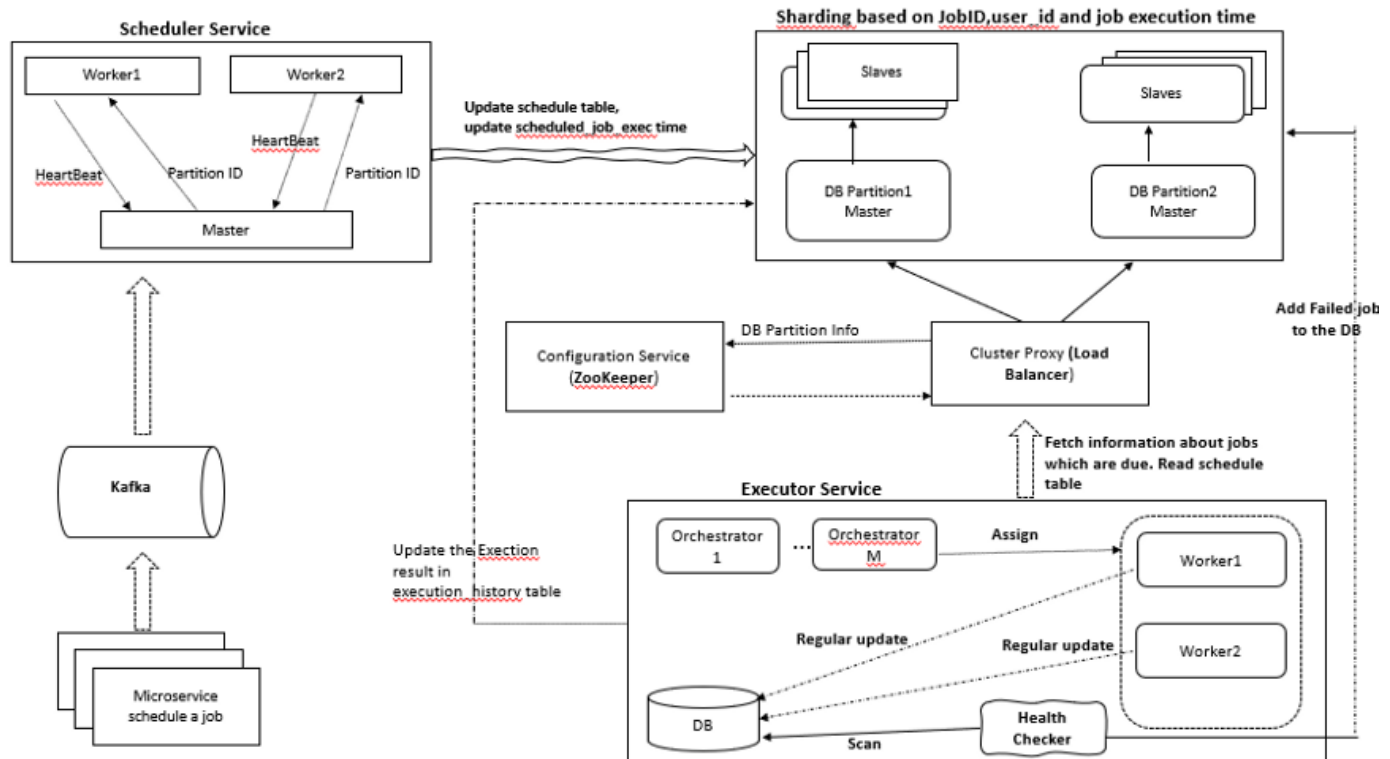 Scheduler Service
Worker1
Worker2
HeartBeat
Partition ID
HeartBeat
Partition ID
Master
Update schedule table,
update scheduled_job_exec time
Sharding based on JobID,user_id and job execution time
Slaves
Slaves
DB Partition1
Master
DB Partition2
Master
Add Failed job
to the DB
Configuration Service
(ZooKeeper)
DB Partition Info
Cluster Proxy (Load
Balancer)
Fetch information about jobs
which are due. Read schedule
table
Kafka
Microservice
schedule a job
Update the Exection
result in
execution_history table
Executor Service
Orchestrator
1
...
Orchestrator
M
Assign
Worker1
Worker2
Regular update
Regular update
DB
Scan
Health
Checker